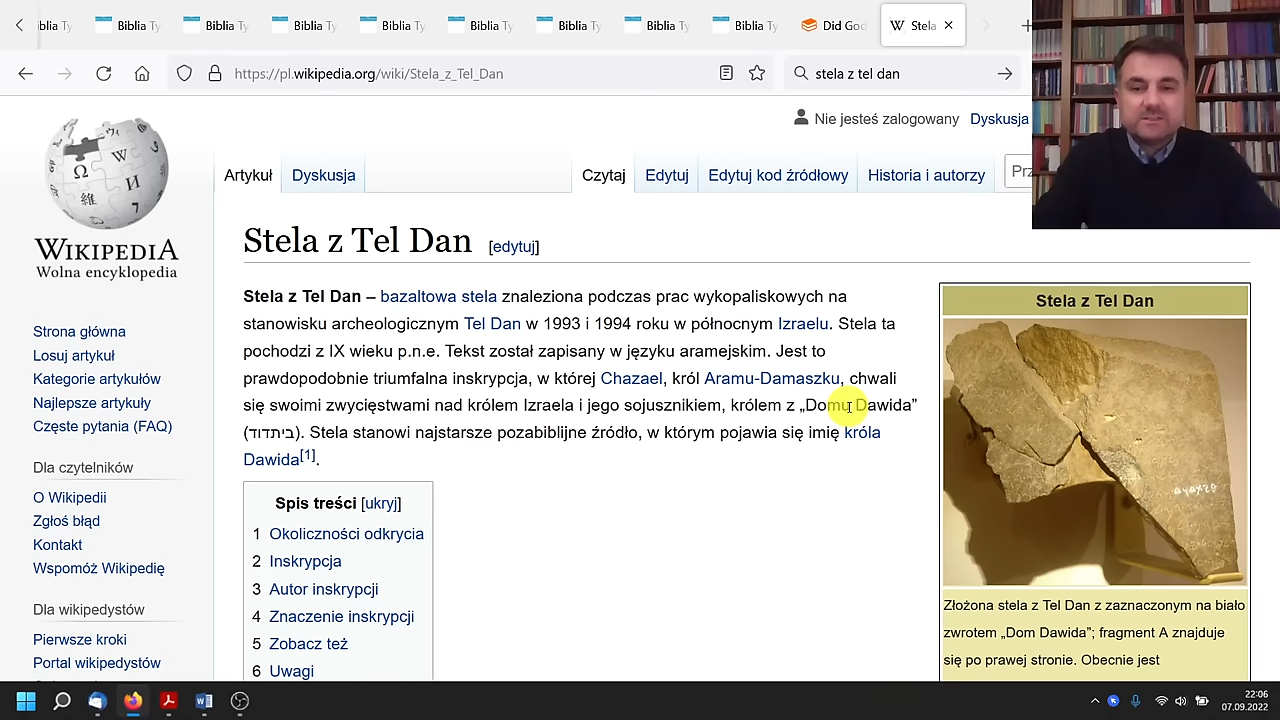 blia Ty
Biblia Ty
Biblia Ty
Biblia Ty
Biblia Ty
Biblia Ty
Biblia Ty
Biblia Ty
Biblia Ty
Did God
Stela
https://pl.wikipedia.org/wiki/Stela_z_Tel_Dan
stela z tel dan
Nie jesteś zalogowany Dyskusja
Artykuł Dyskusja Czytaj Edytuj Edytuj kod źródłowy Historia i autorzy Prz
WIKIPEDIA
Wolna encyklopedia
Strona główna
Losuj artykuł
Kategorie artykułów
Najlepsze artykuły
Częste pytania (FAQ)
Dla czytelników
O Wikipedii
Zgłoś błąd
Kontakt
Wspomóż Wikipedię
Dla wikipedystów
Pierwsze kroki
Portal wikipedystów
Stela z Tel Dan [edytuj]
Stela z Tel Dan – bazaltowa stela znaleziona podczas prac wykopaliskowych na
stanowisku archeologicznym Tel Dan w 1993 i 1994 roku w północnym Izraelu. Stela ta
pochodzi z IX wieku p.n.e. Tekst został zapisany w języku aramejskim. Jest to
prawdopodobnie triumfalna inskrypcja, w której Chazael, król Aramu-Damaszku, chwali
się swoimi zwycięstwami nad królem Izraela i jego sojusznikiem, królem z „Domu Dawida”
(ביתדוד). Stela stanowi najstarsze pozabiblijne źródło, w którym pojawia się imię króla
Dawida[1].
Spis treści [ukryj]
1 Okoliczności odkrycia
2 Inskrypcja
3 Autor inskrypcji
4 Znaczenie inskrypcji
5 Zobacz też
6 Uwagi
Stela z Tel Dan
Złożona stela z Tel Dan z zaznaczonym na biało
zwrotem „Dom Dawida”; fragment A znajduje
się po prawej stronie. Obecnie jest
22:06
07.09.2022